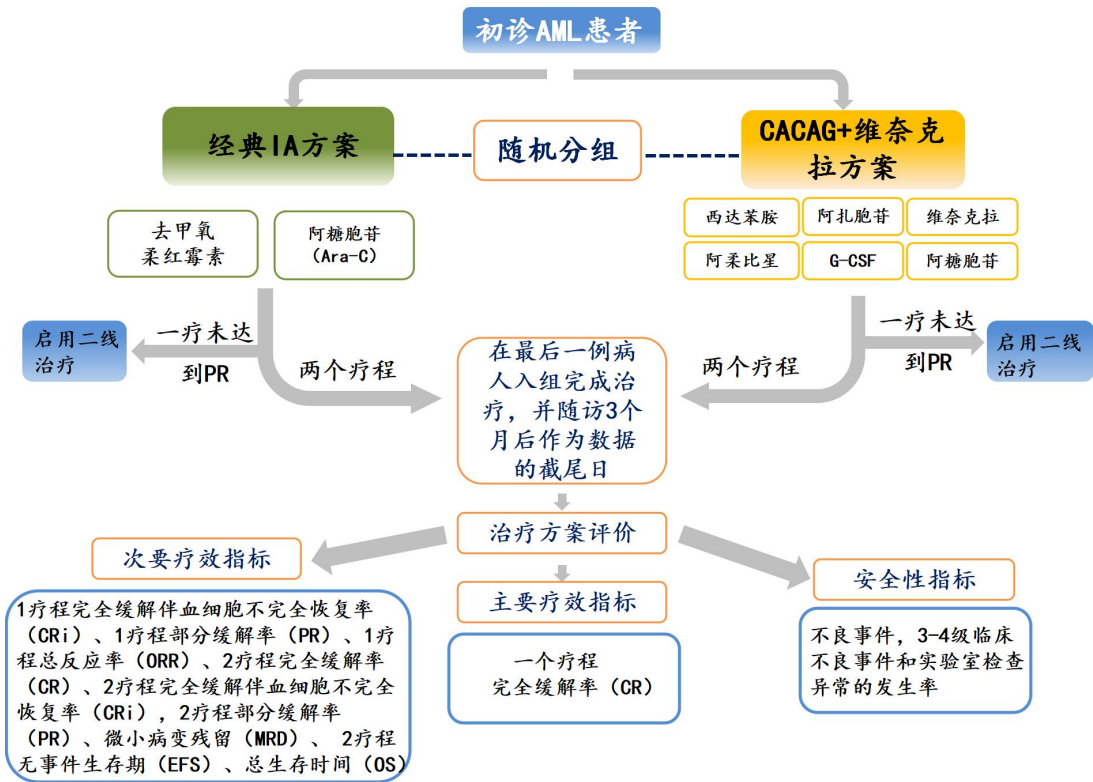 初诊AML患者
经典IA方案
随机分组
CACAG+维奈克
拉方案
去甲氧
柔红霉素
阿糖胞苷
（Ara-C）
西达苯胺
阿扎胞苷
维奈克拉
阿柔比星
G-CSF
阿糖胞苷
启用二线
治疗
一疗未达
到PR
两个疗程
在最后一例病
人入组完成治
疗，并随访3个
月后作为数据
的截尾日
两个疗程
一疗未达
到PR
启用二线
治疗
治疗方案评价
次要疗效指标
1疗程完全缓解伴血细胞不完全恢复率
（CRi）、1疗程部分缓解率（PR）、1疗
程总反应率（ORR）、2疗程完全缓解率
（CR）、2疗程完全缓解伴血细胞不完全
恢复率（CRi），2疗程部分缓解率
（PR）、微小病变残留（MRD）、 2疗程
无事件生存期（EFS）、总生存时间（OS）
主要疗效指标
一个疗程
完全缓解率（CR）
安全性指标
不良事件，3-4级临床
不良事件和实验室检查
异常的发生率